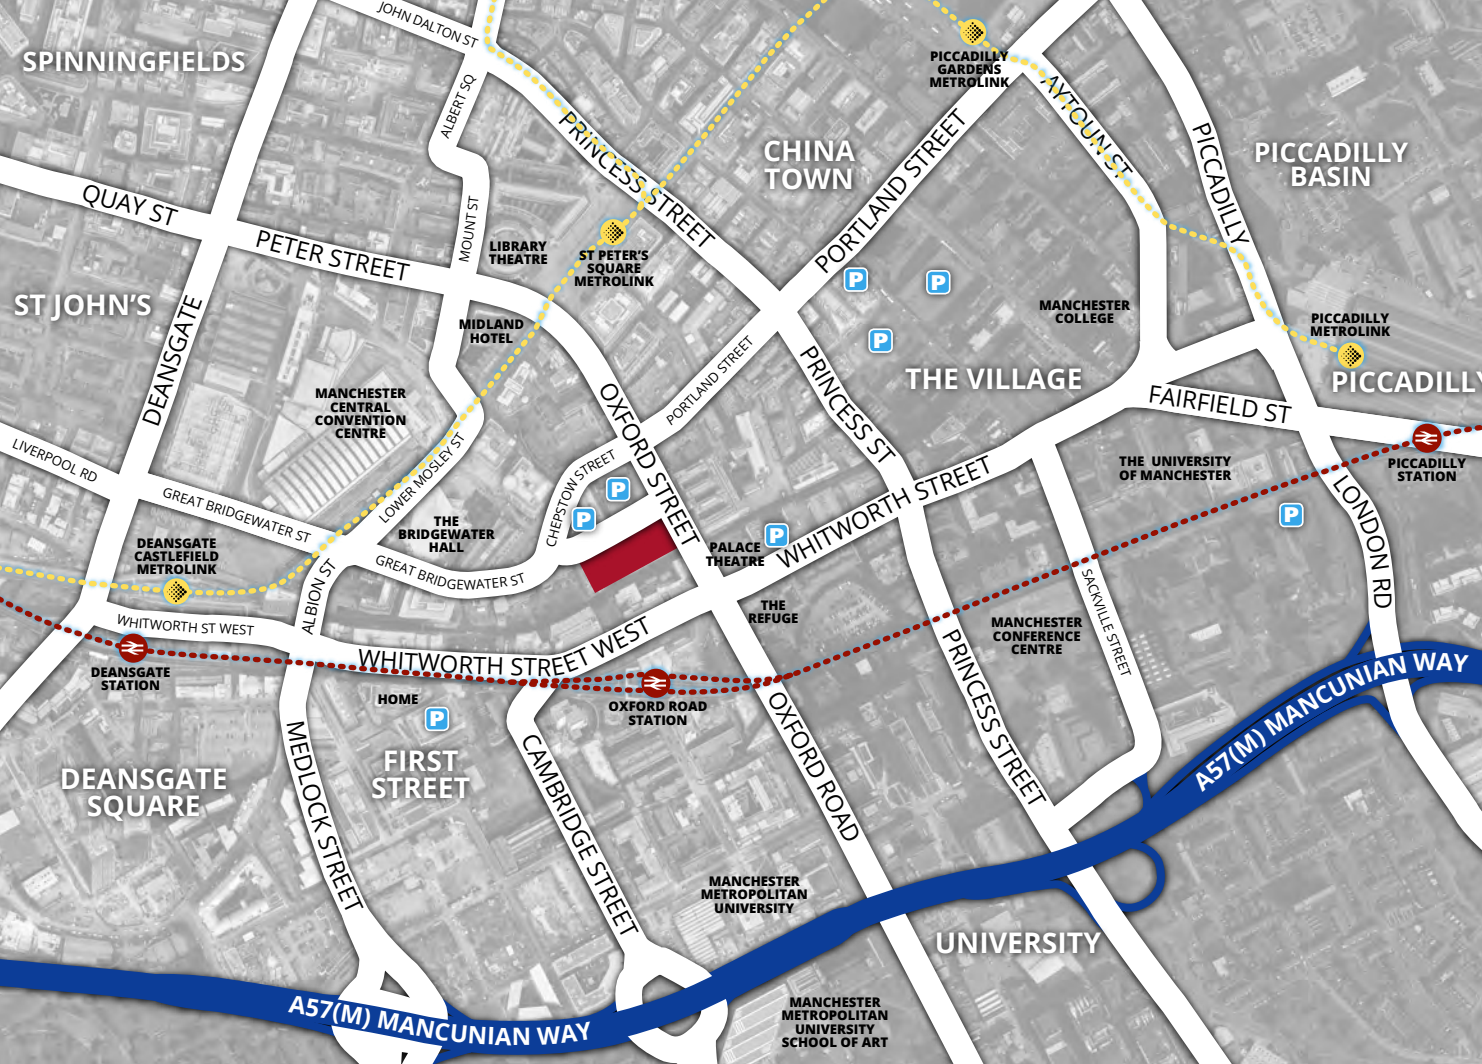 JOHN DALTON ST
SPINNINGFIELDS
PICCADILLY
GARDENS
METROLINK
ALBERT SQ
AYTOUN ST
PRINCESS STREET
PORTLAND STREET
PICCADILLY
CHINA
TOWN
PICCADILLY
BASIN
QUAY ST
PETER STREET
MOUNT ST
LIBRARY
THEATRE
ST PETER'S
SQUARE
METROLINK
P
P
ST JOHN'S
MANCHESTER
COLLEGE
MIDLAND
HOTEL
PICCADILLY
METROLINK
P
DEANSGATE
PORTLAND STREET
PRINCESS ST
THE VILLAGE
PICCADILLY
MANCHESTER
CENTRAL
CONVENTION
CENTRE
OXFORD STREET
FAIRFIELD ST
LIVERPOOL RD
GREAT BRIDGEWATER ST
LOWER MOSLEY ST
CHEPSTOW STREET
P
P
WHITWORTH STREET
THE UNIVERSITY
OF MANCHESTER
PICCADILLY
STATION
P
LONDON RD
THE
BRIDGEWATER
HALL
P
PALACE
THEATRE
DEANSGATE
CASTLEFIELD
METROLINK
GREAT BRIDGEWATER ST
ALBION ST
THE
REFUGE
SACKVILLE STREET
WHITWORTH ST WEST
WHITWORTH STREET WEST
MANCHESTER
CONFERENCE
CENTRE
DEANSGATE
STATION
HOME
P
OXFORD ROAD
STATION
PRINCESS STREET
A57(M) MANCUNIAN WAY
OXFORD ROAD
MEDLOCK STREET
FIRST
STREET
CAMBRIDGE STREET
DEANSGATE
SQUARE
MANCHESTER
METROPOLITAN
UNIVERSITY
UNIVERSITY
A57(M) MANCUNIAN WAY
MANCHESTER
METROPOLITAN
UNIVERSITY
SCHOOL OF ART